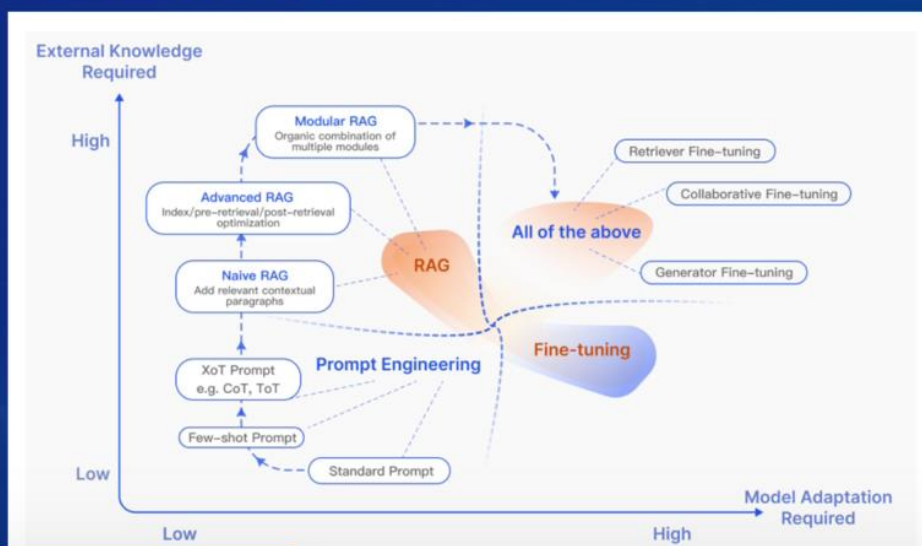 External Knowledge
Required
High
Modular RAG
Organic combination of
multiple modules
Retriever Fine-tuning
Advanced RAG
Index/pre-retrieval/post-retrieval
optimization
Collaborative Fine-tuning
All of the above
RAG
Naive RAG
Add relevant contextual
paragraphs
Generator Fine-tuning
Fine-tuning
Prompt Engineering
XoT Prompt
e.g. CoT, ToT
Few-shot Prompt
Standard Prompt
Low
Model Adaptation
Required
Low
High